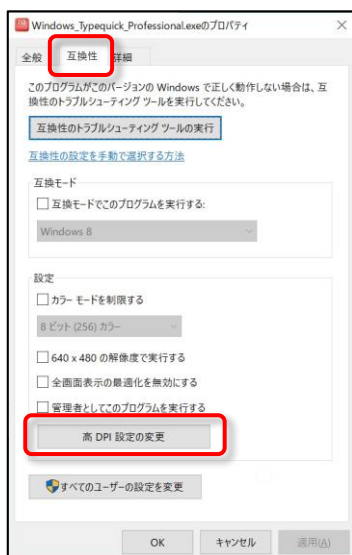 Windows_Typequick_Professional.exeのプロパティ
全般
互換性
詳細
このプログラムがこのバージョンの Windows で正しく動作しない場合は、互
換性のトラブルシューティング ツールを実行してください。
互換性のトラブルシューティング ツールの実行
互換性の設定を手動で選択する方法
互換モード
互換モードでこのプログラムを実行する:
Windows 8
設定
カラー モードを制限する
8 ビット (256) カラー
640 x 480 の解像度で実行する
全画面表示の最適化を無効にする
管理者としてこのプログラムを実行する
高 DPI 設定の変更
すべてのユーザーの設定を変更
OK
キャンセル
適用(A)